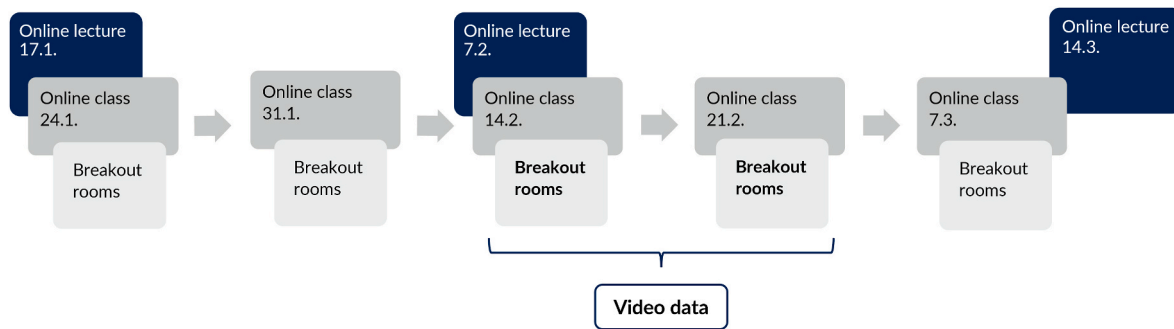 Online lecture
17.1.
Online class
24.1.
Breakout
rooms
Online class
31.1.
Breakout
rooms
Online lecture
7.2.
Online class
14.2.
Breakout
rooms
Online class
21.2.
Breakout
rooms
Online lecture
14.3.
Online class
7.3.
Breakout
rooms
Video data